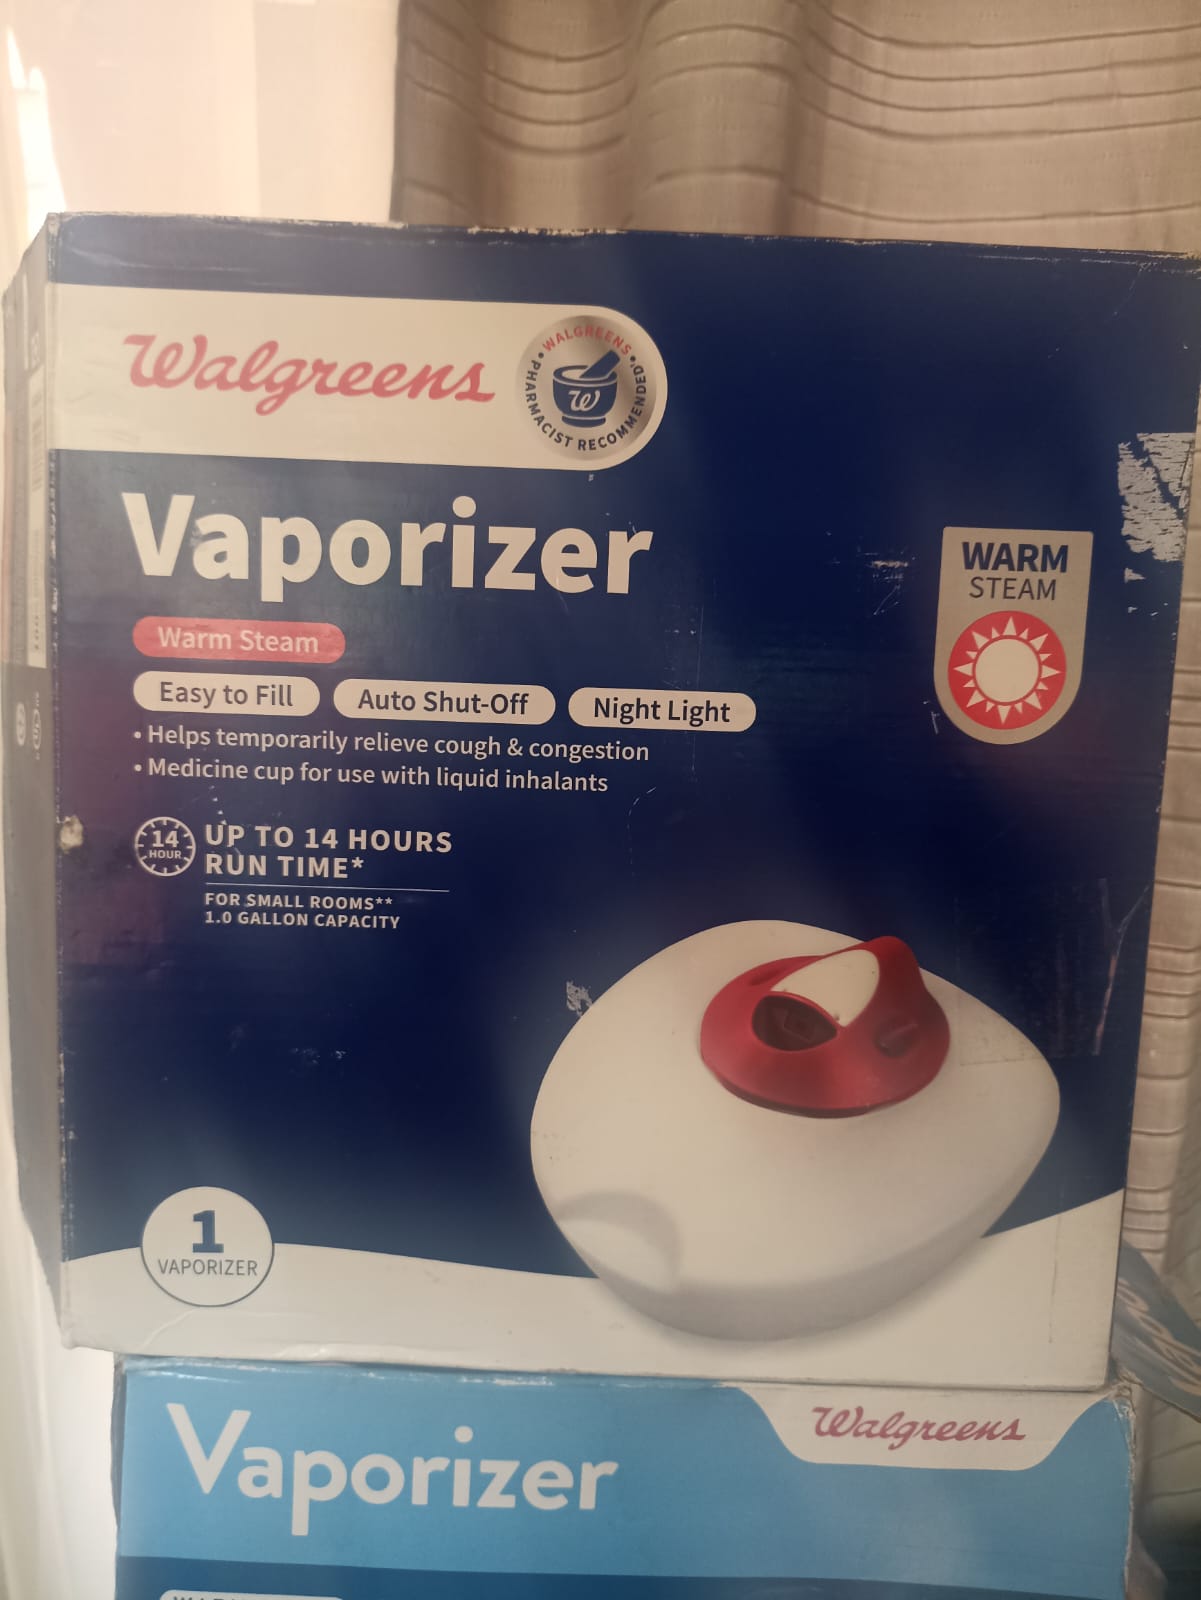 Walgreens
WALGREENS
PHARMACIST RECOMMENDED
W
Vaporizer
Warm Steam
Easy to Fill Auto Shut-Off Night Light
• Helps temporarily relieve cough & congestion
• Medicine cup for use with liquid inhalants
14
HOUR
UP TO 14 HOURS
RUN TIME*
FOR SMALL ROOMS**
1.0 GALLON CAPACITY
WARM
STEAM
1
VAPORIZER
Vaporizer
Walgreens